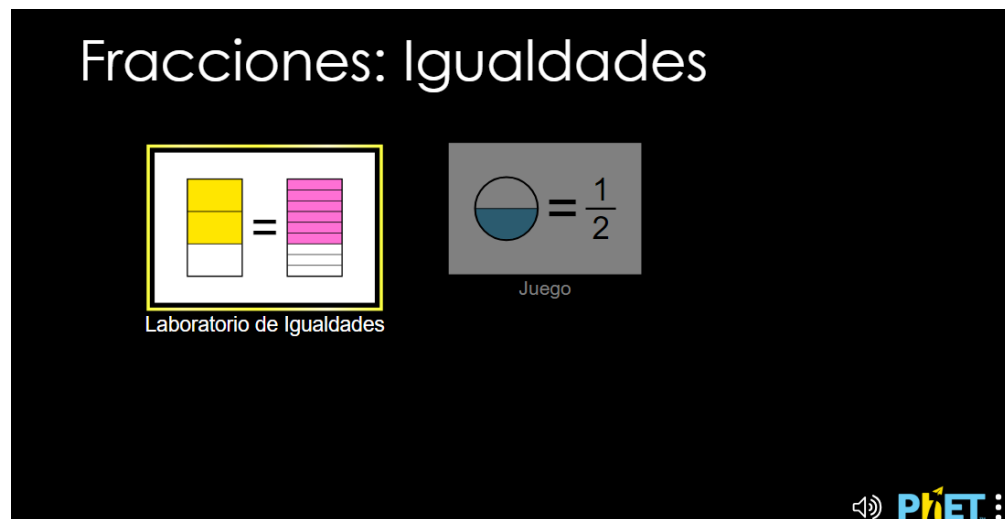 Fracciones: Igualdades
=
= 1/2
Laboratorio de Igualdades
Juego
PhET